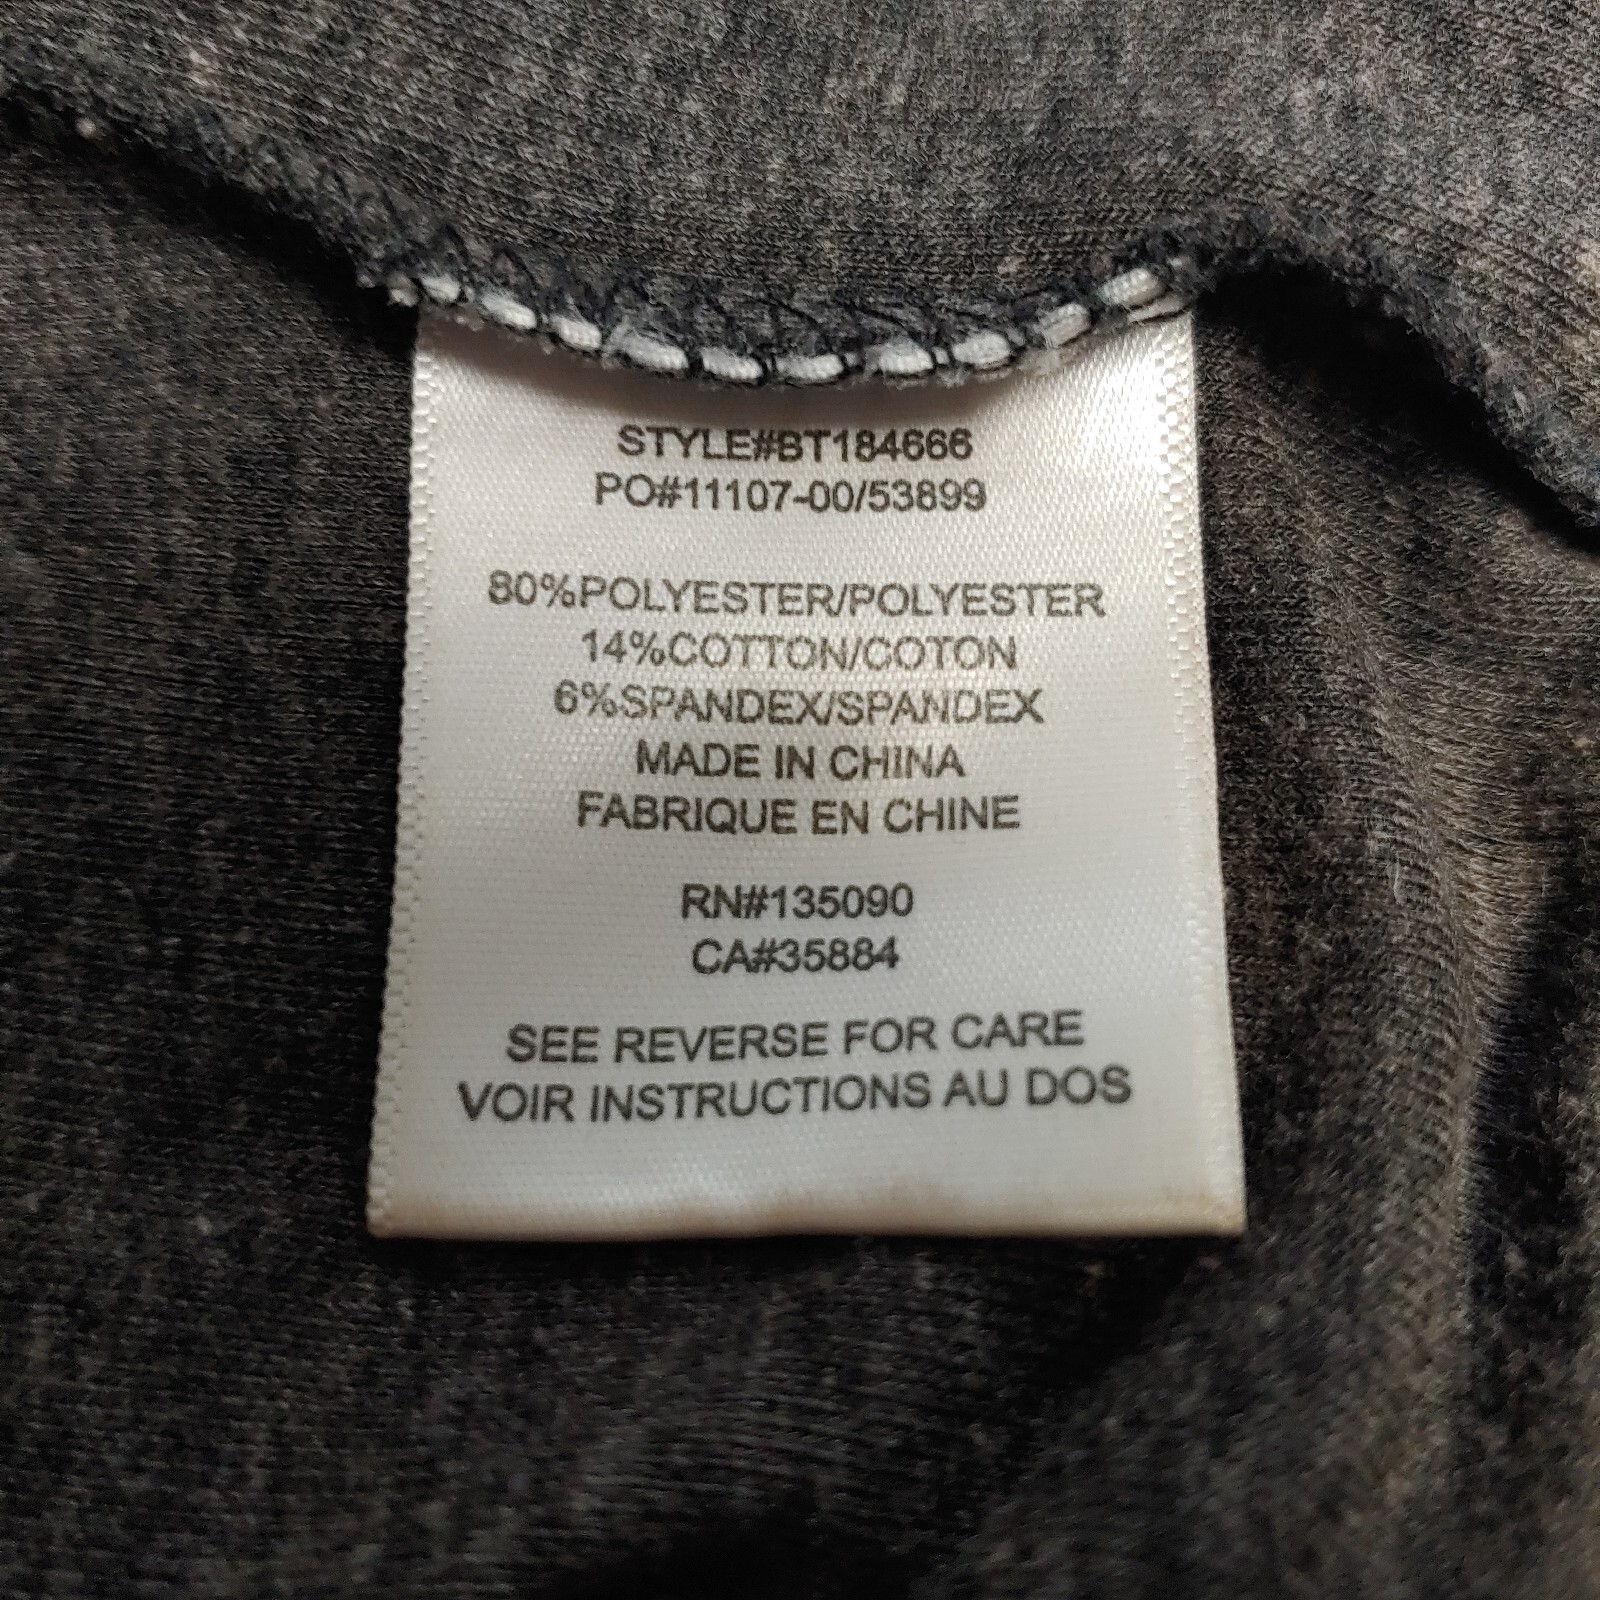 STYLE#BT184666
PO#11107-00/53899
80%POLYESTER/POLYESTER
14%COTTON/COTON
6%SPANDEX/SPANDEX
MADE IN CHINA
FABRIQUE EN CHINE
RN#135090
CA#35884
SEE REVERSE FOR CARE
VOIR INSTRUCTIONS AU DOS